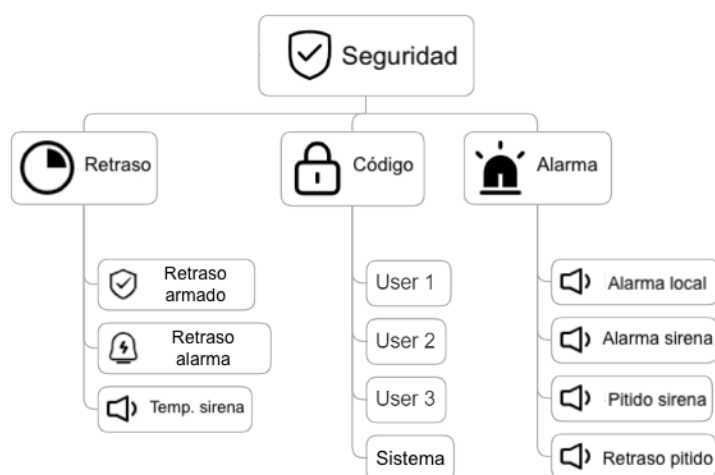 Seguridad
Retraso
Código
Alarma
Retraso
armado
Retraso
alarma
Temp. sirena
User 1
User 2
User 3
Sistema
Alarma local
Alarma sirena
Pitido sirena
Retraso pitido